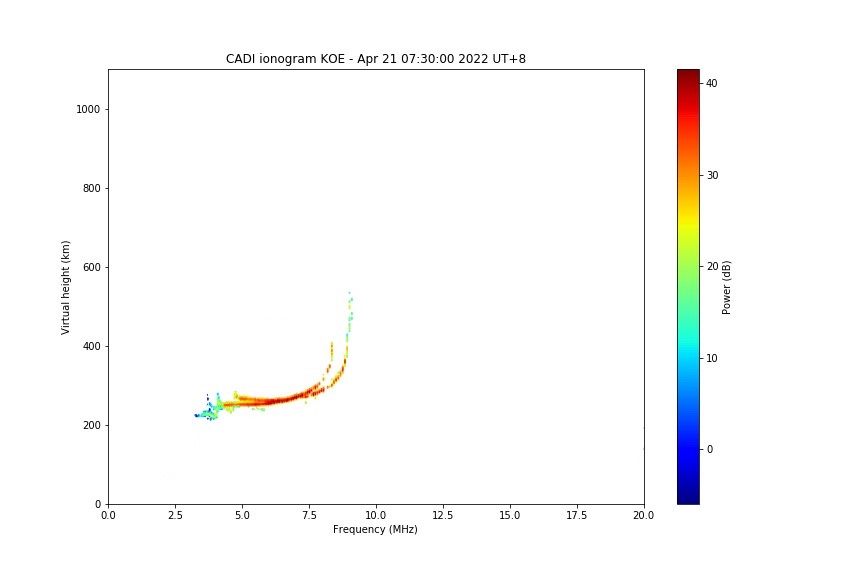 CADI ionogram KOE - Apr 21 07:30:00 2022 UT+8
1000
800
600
400
200
0
Virtual height (km)
0.0 2.5 5.0 7.5 10.0 12.5 15.0 17.5 20.0
Frequency (MHz)
40
30
20
10
0
Power (dB)